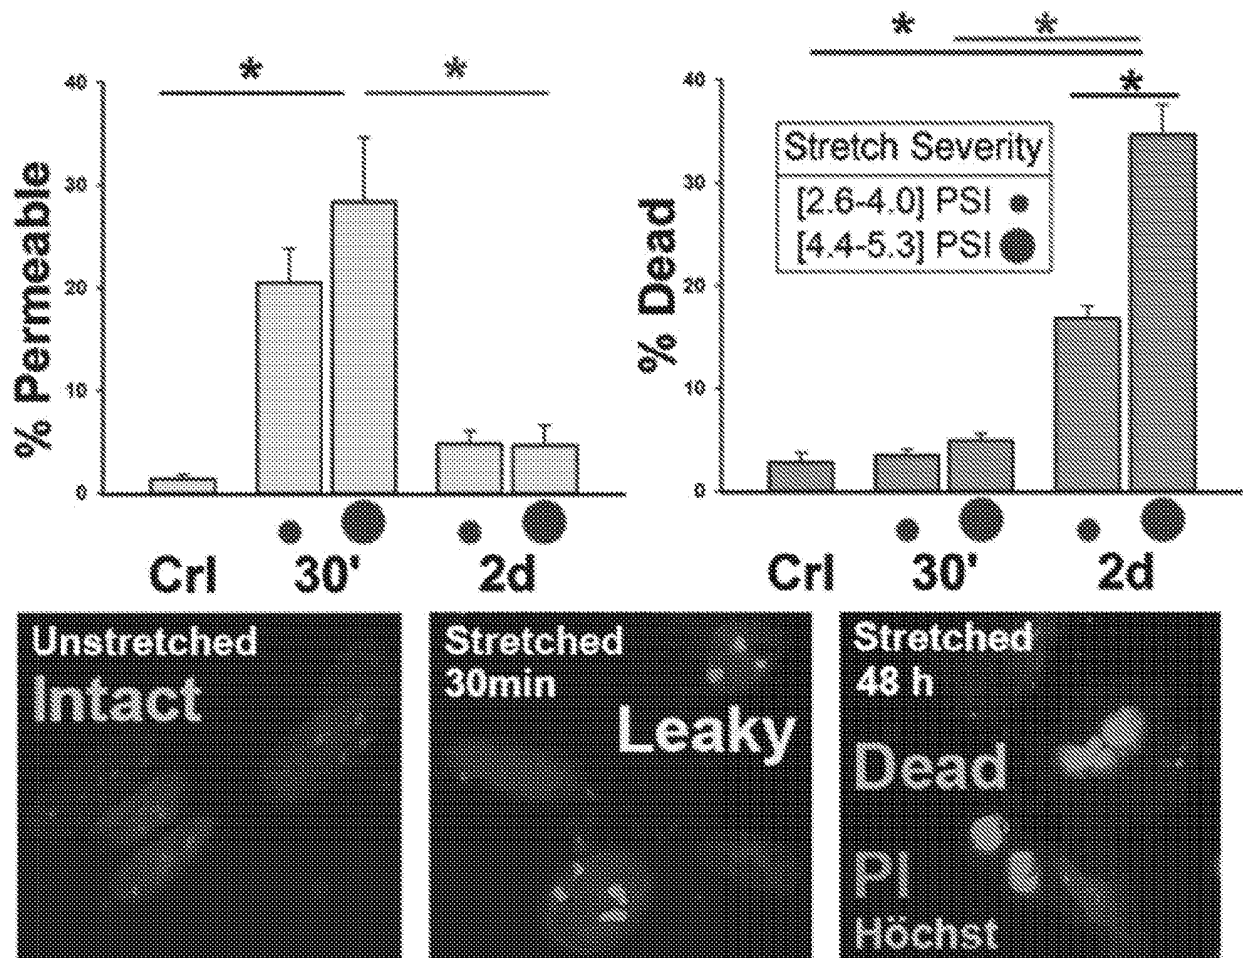 * *
% Permeable
40
30
20
10
0
Crl 30' 2d
* *
*
% Dead
40
30
20
10
0
Stretch Severity
[2.6-4.0] PSI
[4.4-5.3] PSI
Crl 30' 2d
Unstretched
Intact
Stretched
30min
Leaky
Stretched
48 h
Dead
PI
Höchst